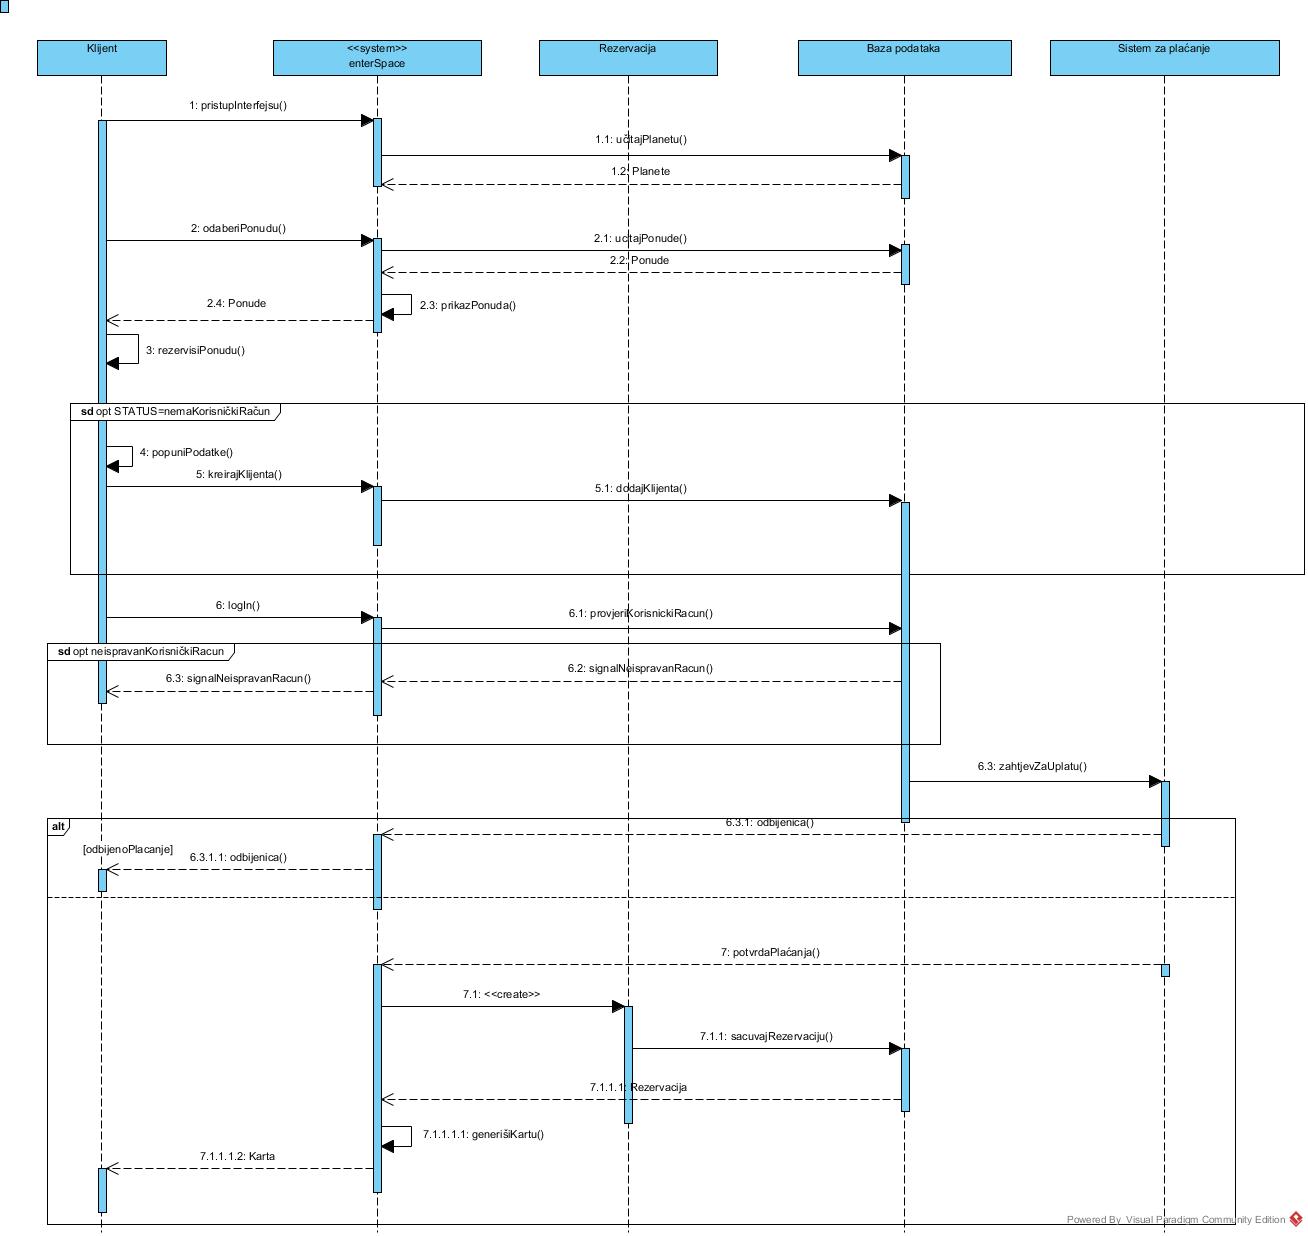 Klijent
<<system>>
enterSpace
Rezervacija
Baza podataka
Sistem za plaćanje
1: pristupInterfejsu()
1.1: učitajPlanetu()
1.2: Planete
2: odaberiPonudu()
2.1: ucitajPonude()
2.2: Ponude
2.3: prikazPonuda()
2.4: Ponude
3: rezervisiPonudu()
sd opt STATUS=nemaKorisničkiRačun
4: popuniPodatke()
5: kreirajKlijenta()
5.1: dodajKlijenta()
6: logIn()
6.1: provjeriKorisnickiRacun()
sd opt neispravanKorisničkiRacun
6.2: signalNeispravanRacun()
6.3: signalNeispravanRacun()
6.3: zahtjevZaUplatu()
alt
6.3.1: odbijenica()
[odbijenoPlacanje]
6.3.1.1: odbijenica()
7: potvrdaPlaćanja()
7.1: <<create>>
7.1.1: sacuvajRezervaciju()
7.1.1.1: Rezervacija
7.1.1.1.1: generišiKartu()
7.1.1.1.2: Karta
Powered By Visual Paradigm Community Edition